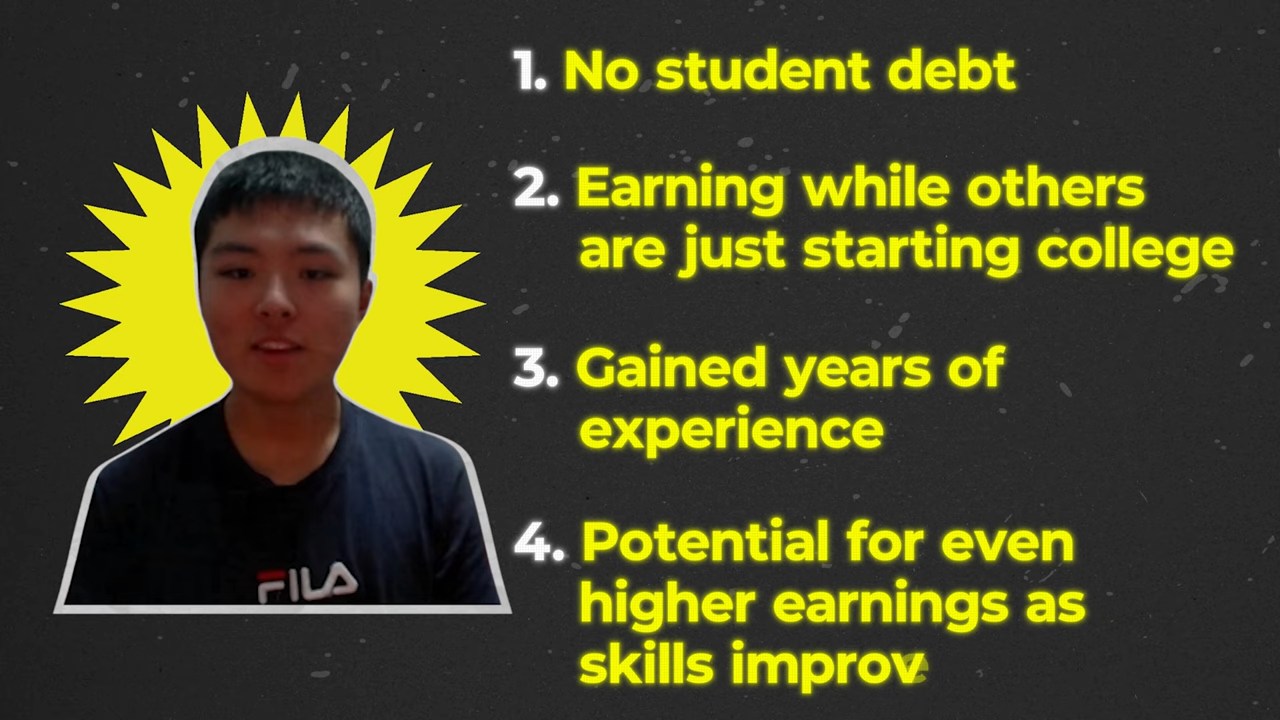 1. No student debt
2. Earning while others
are just starting college
3. Gained years of
experience
4. Potential for even
higher earnings as
skills improv
FILA